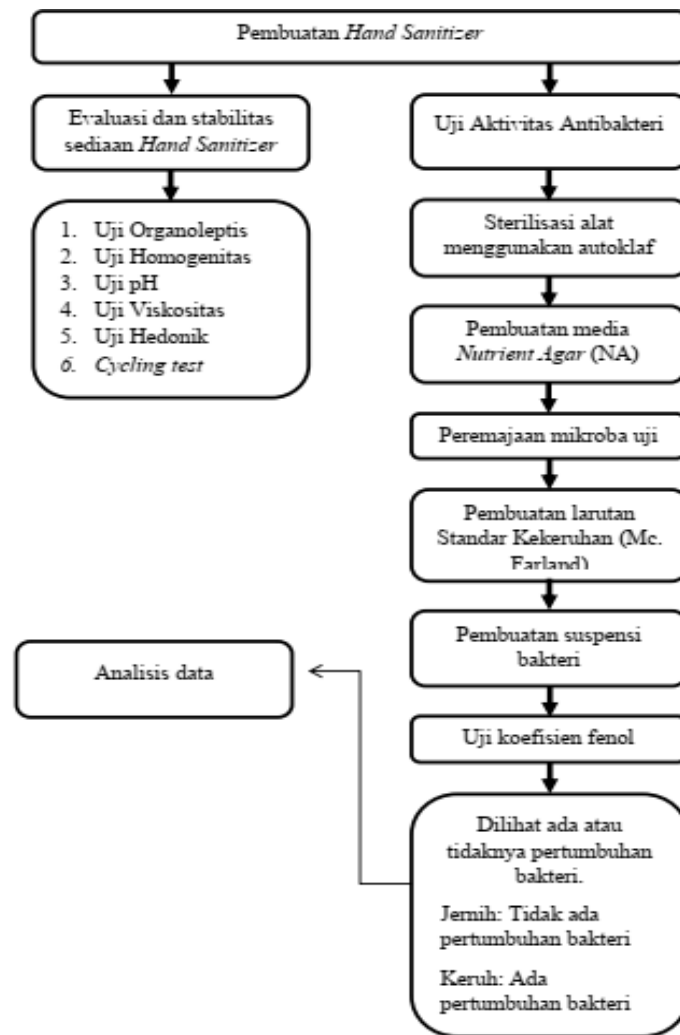 Pembuatan Hand Sanitizer
Evaluasi dan stabilitas
sediaan Hand Sanitizer
1. Uji Organoleptis
2. Uji Homogenitas
3. Uji pH
4. Uji Viskositas
5. Uji Hedonik
6. Cycling test
Uji Aktivitas Antibakteri
Sterilisasi alat
menggunakan autoklaf
Pembuatan media
Nutrient Agar (NA)
Peremajaan mikroba uji
Pembuatan larutan
Standar Kekeruhan (Mc.
Farland)
Pembuatan suspensi
bakteri
Uji koefisien fenol
Dilihat ada atau
tidaknya pertumbuhan
bakteri.
Jernih: Tidak ada
pertumbuhan bakteri
Keruh: Ada
pertumbuhan bakteri
Analisis data